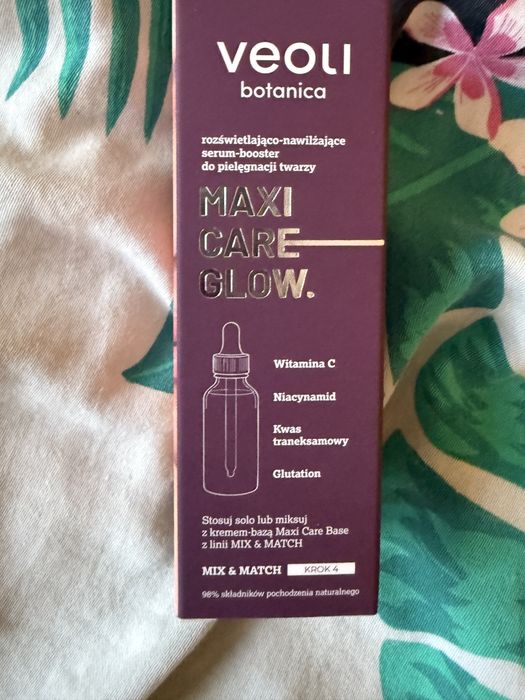 veoli
botanica
rozświetlająco-nawilżające
serum-booster
do pielęgnacji twarzy
MAXI
CARE
GLOW.
Witamina C
Niacynamid
Kwas
traneksamowy
Glutation
Stosuj solo lub miksuj
z kremem-bazą Maxi Care Base
z linii MIX & MATCH
MIX & MATCH KROK 4
98% składników pochodzenia naturalnego